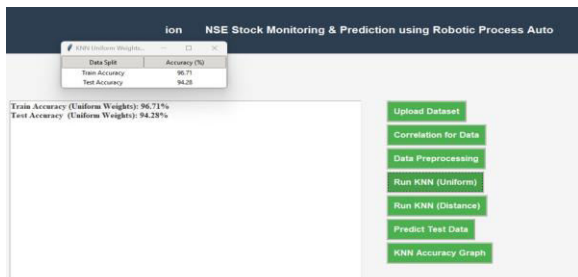 ion NSE Stock Monitoring & Prediction using Robotic Process Auto
KNN Uniform Weights...
Data Split Accuracy (%)
Train Accuracy 96.71
Test Accuracy 94.28
Train Accuracy (Uniform Weights): 96.71%
Test Accuracy (Uniform Weights): 94.28%
Upload Dataset
Correlation for Data
Data Preprocessing
Run KNN (Uniform)
Run KNN (Distance)
Predict Test Data
KNN Accuracy Graph